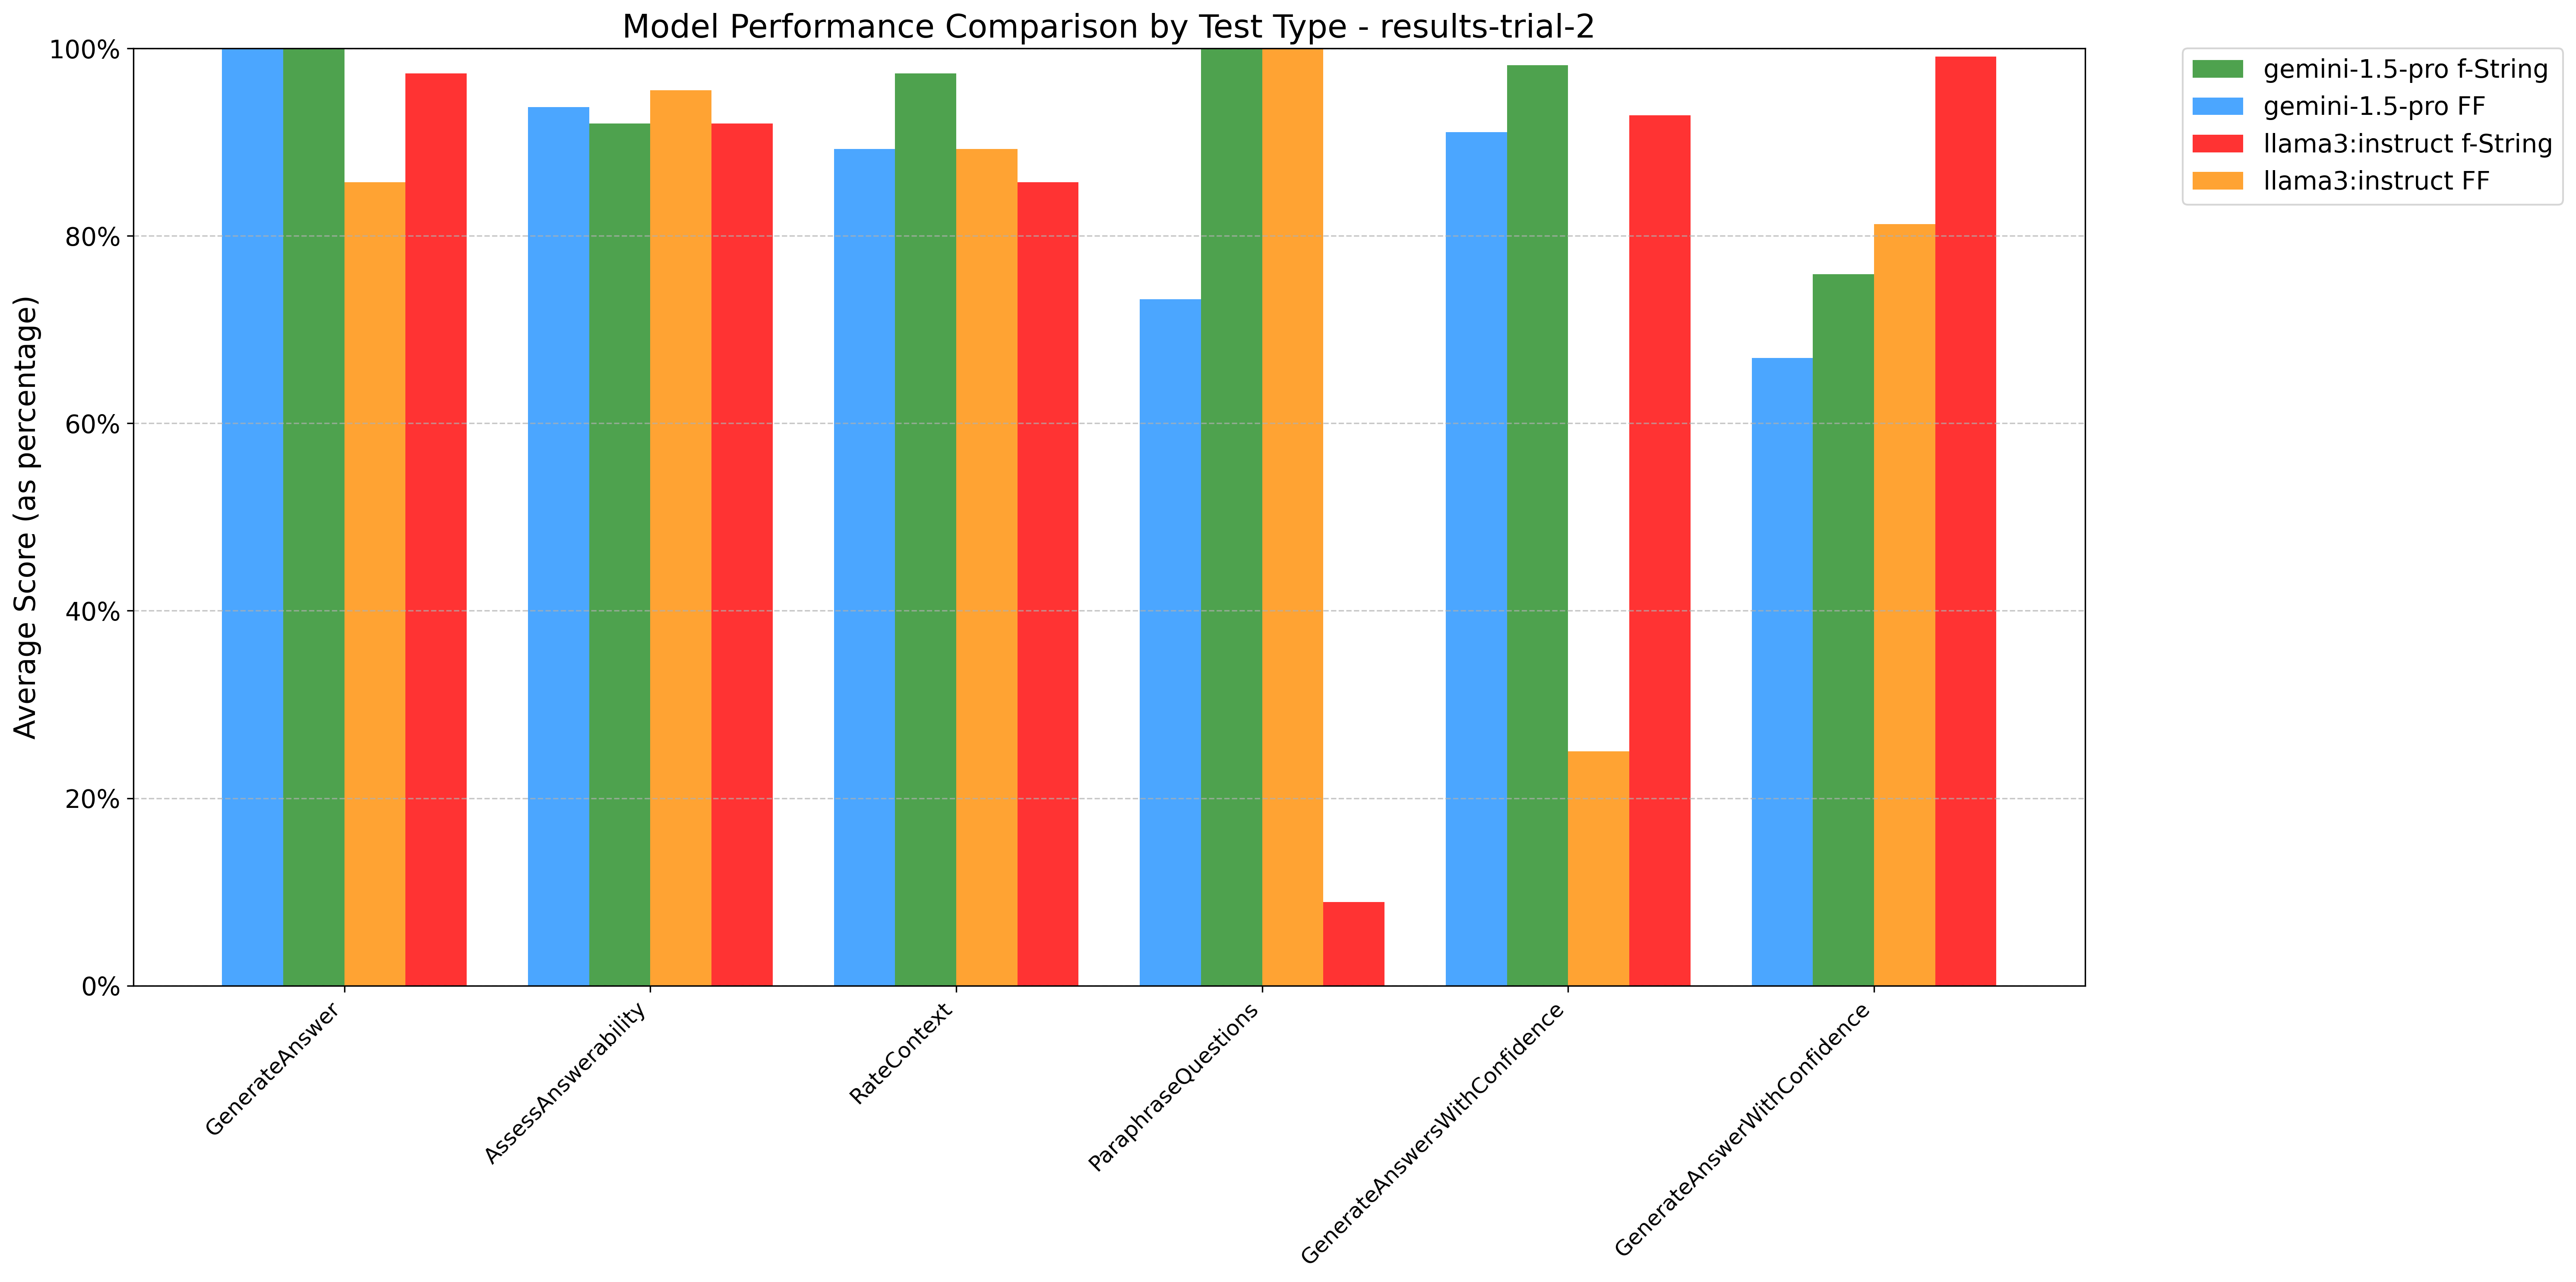 Model Performance Comparison by Test Type - results-trial-2
Average Score (as percentage)
100%
80%
60%
40%
20%
0%
GenerateAnswer
AssessAnswerability
RateContext
ParaphraseQuestions
GenerateAnswersWithConfidence
GenerateAnswerWithConfidence
gemini-1.5-pro f-String
gemini-1.5-pro FF
llama3:instruct f-String
llama3:instruct FF